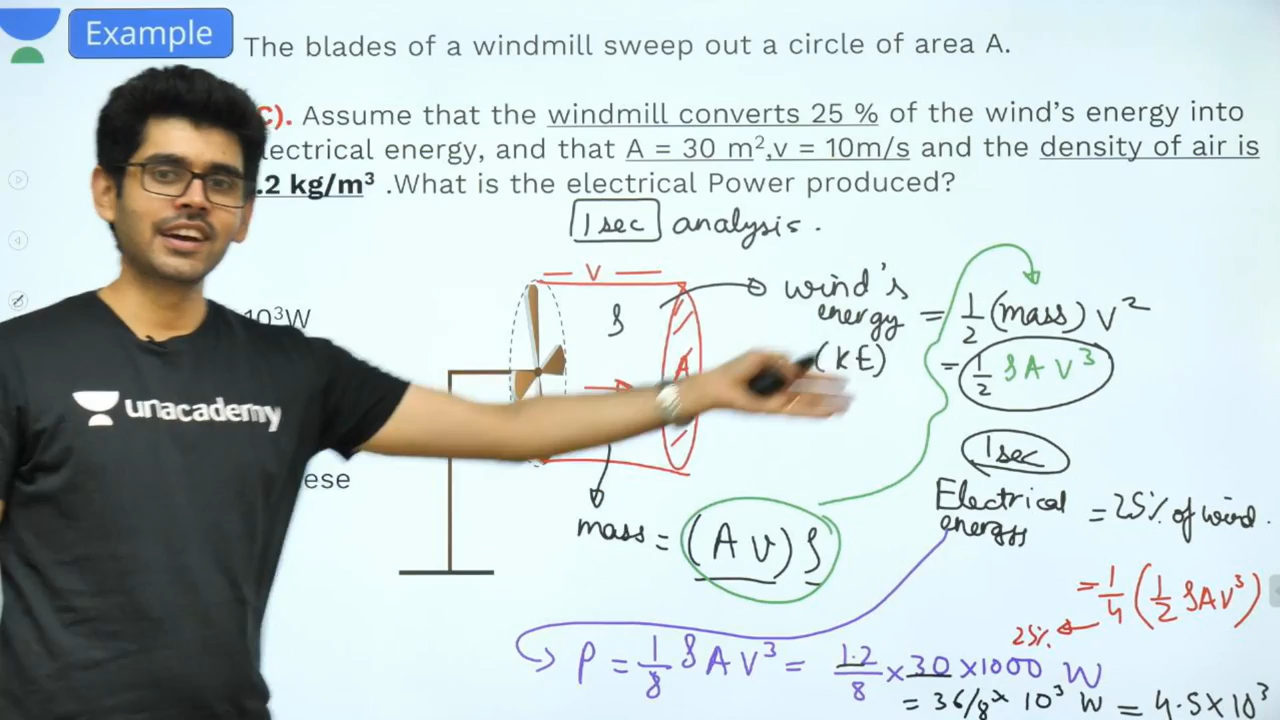 Example
The blades of a windmill sweep out a circle of area A.
C). Assume that the windmill converts 25 % of the wind's energy into
lectrical energy, and that A = 30 m²,v = 10m/s and the density of air is
.2 kg/m³ .What is the electrical Power produced?
1 sec analysis.
10³W
ese
unacademy
V
ρ
A
wind's energy (KE) = 1/2 (mass) V²
= 1/2 ρAV³
mass = (AV)ρ
1 sec
Electrical energy = 25% of wind.
= 1/4 (1/2 ρAV³)
25%
P = 1/8 ρAV³ = 1.2/8 × 30 × 1000 W
= 36/8 × 10³ W = 4.5 × 10³